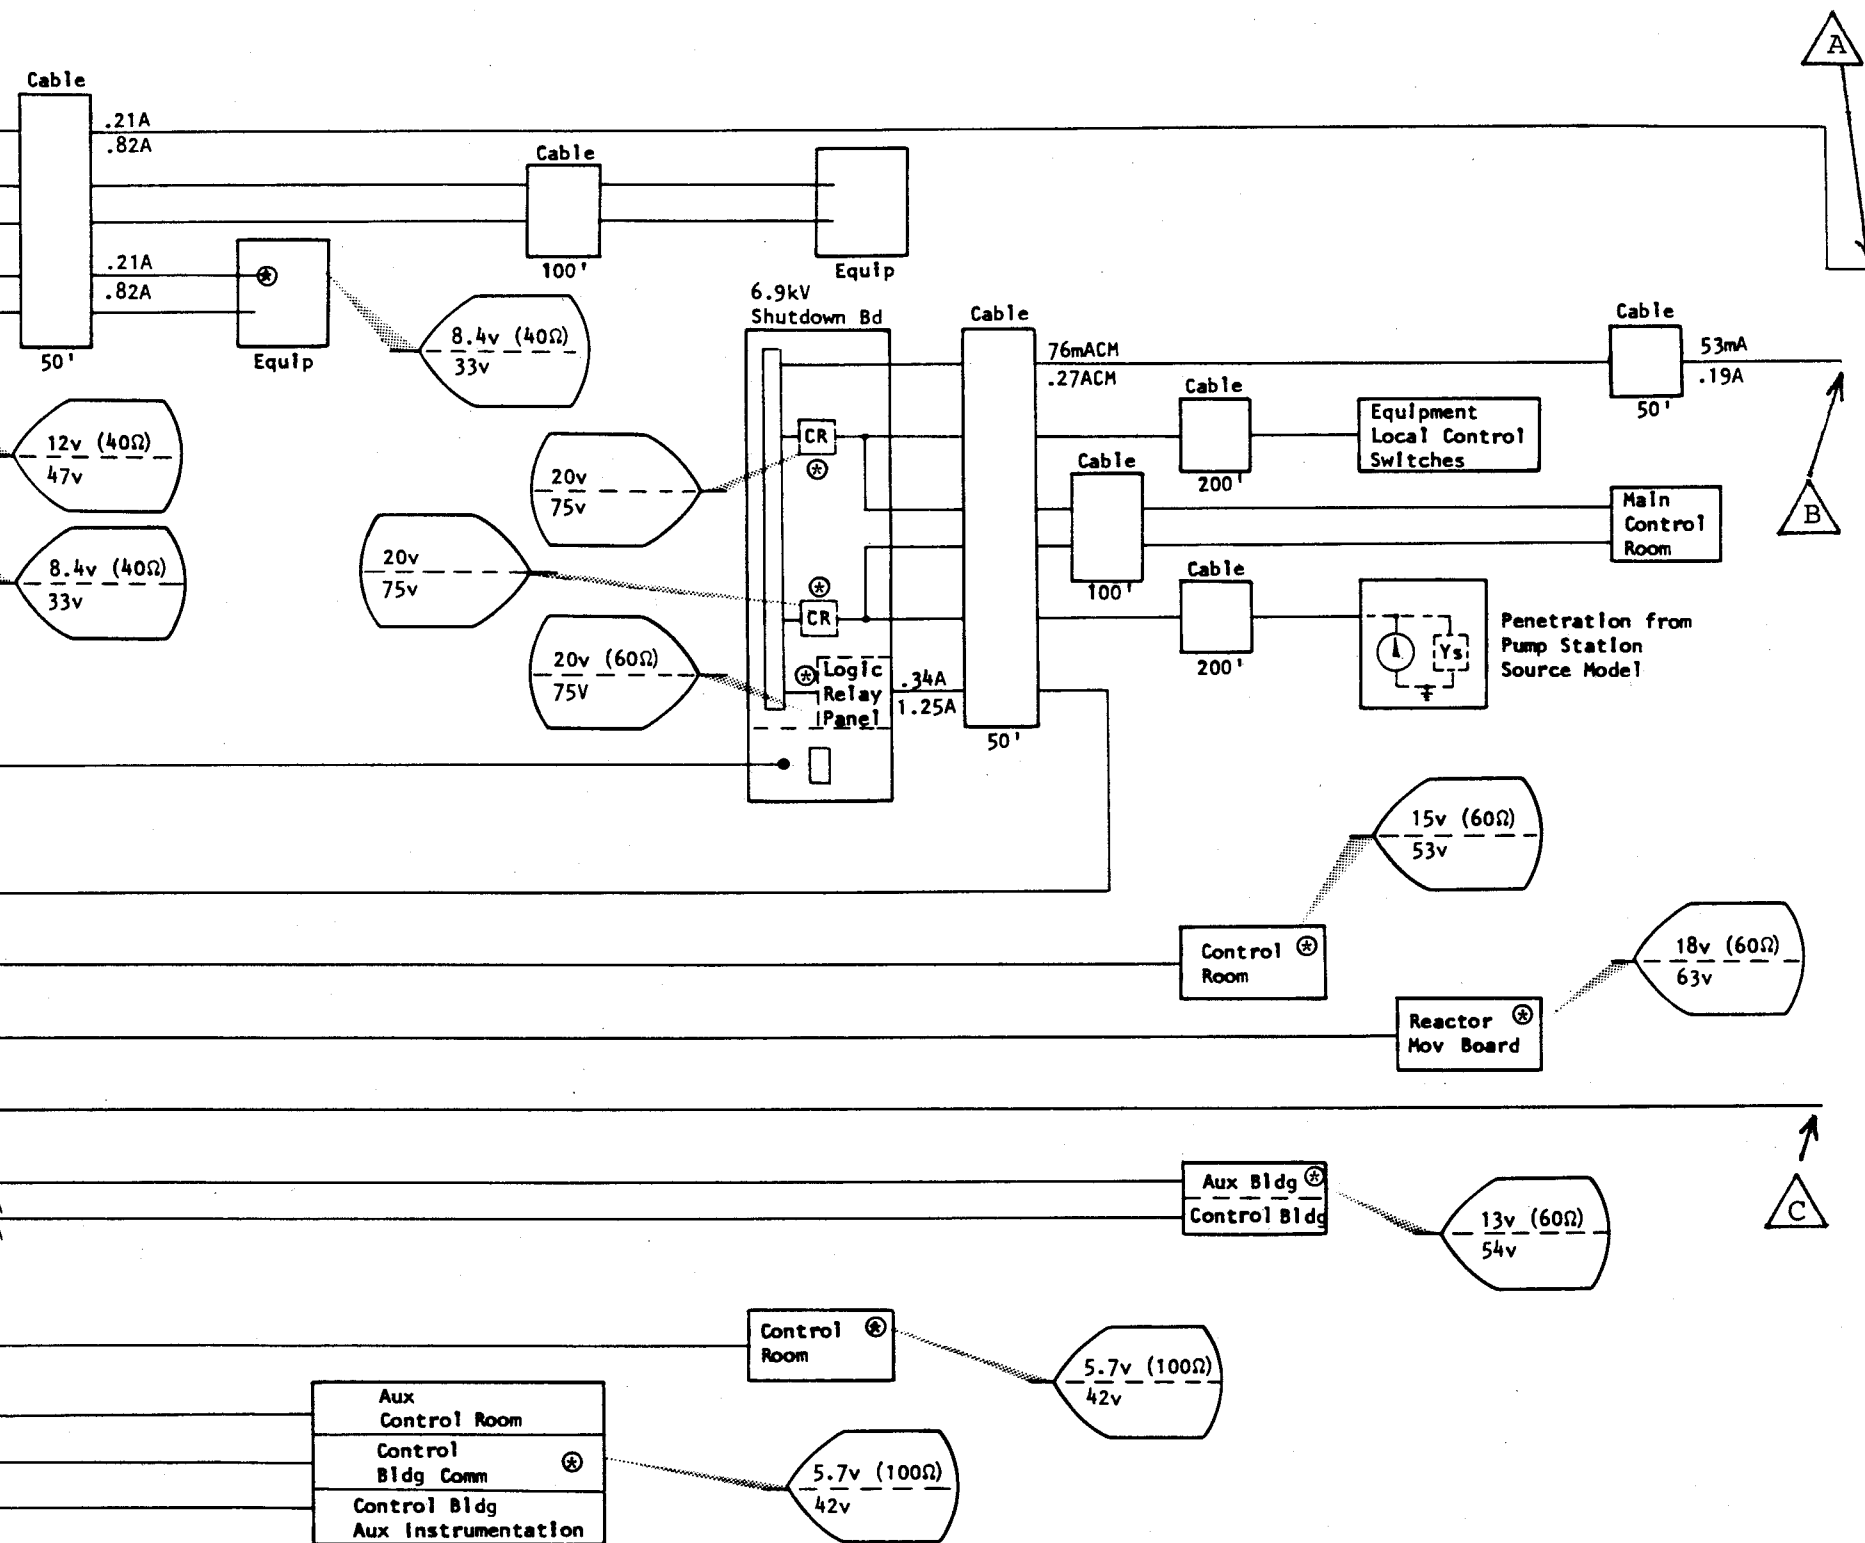 A
Cable
.21A
.82A
Cable
100'
Equip
.21A
.82A
Equip
50'
8.4v (40Ω)
33v
6.9kV
Shutdown Bd
Cable
76mACM
.27ACM
Cable
53mA
.19A
50'
Cable
200'
Equipment
Local Control
Switches
12v (40Ω)
47v
CR
20v
75v
Cable
100'
Main
Control
Room
B
8.4v (40Ω)
33v
20v
75v
CR
Cable
200'
Ys
Penetration from
Pump Station
Source Model
20v (60Ω)
75V
Logic
Relay
Panel
.34A
1.25A
50'
15v (60Ω)
53v
Control
Room
18v (60Ω)
63v
Reactor
Mov Board
Aux Bldg
Control Bldg
13v (60Ω)
54v
C
Control
Room
5.7v (100Ω)
42v
Aux
Control Room
Control
Bldg Comm
Control Bldg
Aux Instrumentation
5.7v (100Ω)
42v